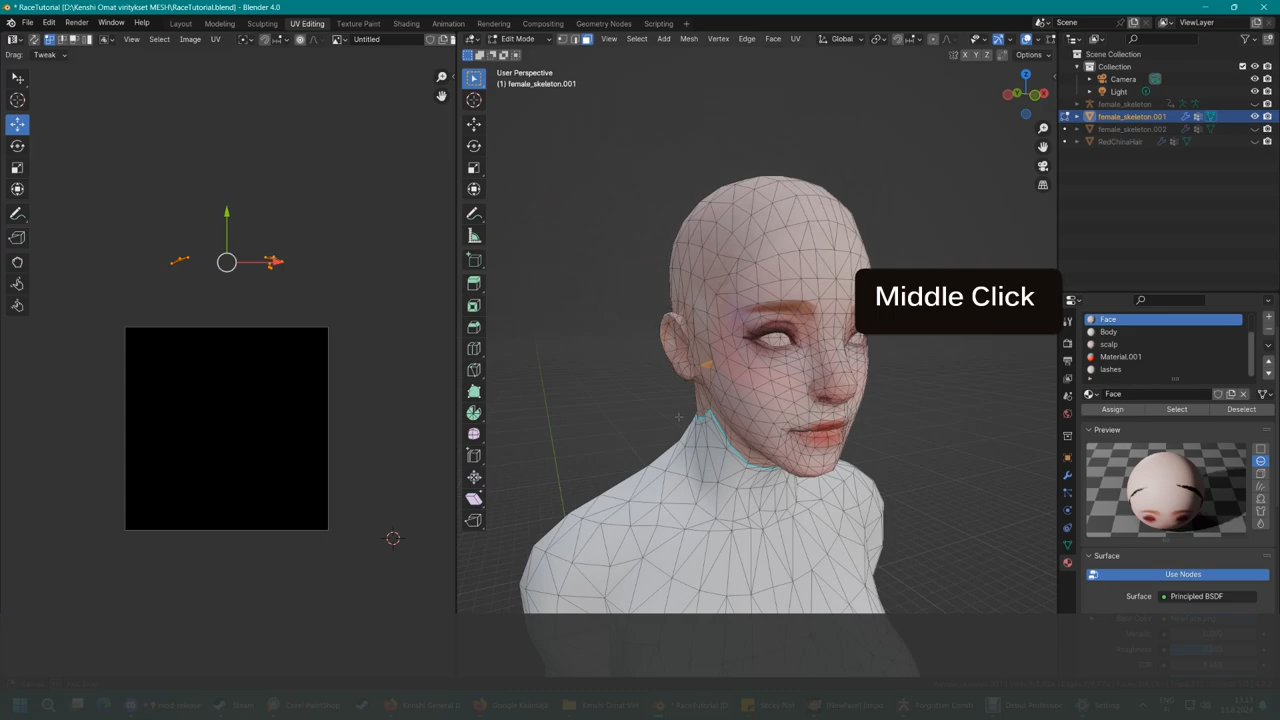 * RaceTutorial [D:\Kenshi Omat viritykset MESH\RaceTutorial.blend] - Blender 4.0
File Edit Render Window Help Layout Modeling Sculpting UV Editing Texture Paint Shading Animation Rendering Compositing Geometry Nodes Scripting Scene ViewLayer
View Select Image UV Untitled
Edit Mode View Select Add Mesh Vertex Edge Face UV Global
Drag: Tweak
X Y Z Options
User Perspective
(1) female_skeleton.001
Scene Collection
Collection
Camera
Light
female_skeleton
female_skeleton.001
female_skeleton.002
RedChinaHair
Middle Click
Face
Body
scalp
Material.001
lashes
Face
Assign Select Deselect
Preview
Surface
Use Nodes
Surface Principled BSDF